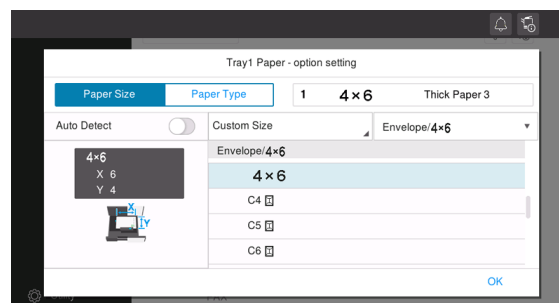 Tray1 Paper - option setting
Paper Size Paper Type 1 4×6 Thick Paper 3
Auto Detect Custom Size Envelope/4×6
4×6
X 6
Y 4
X
Y
Envelope/4×6
4×6
C4
C5
C6
OK
Utility